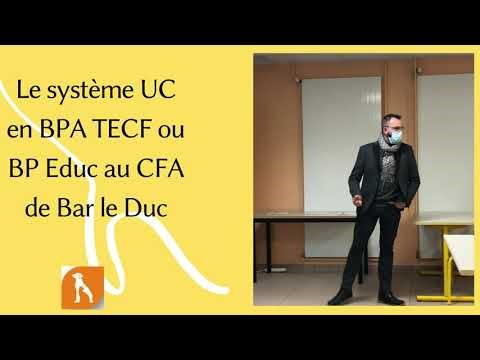 Le système UC
en BPA TECF ou
BP Educ au CFA
de Bar le Duc